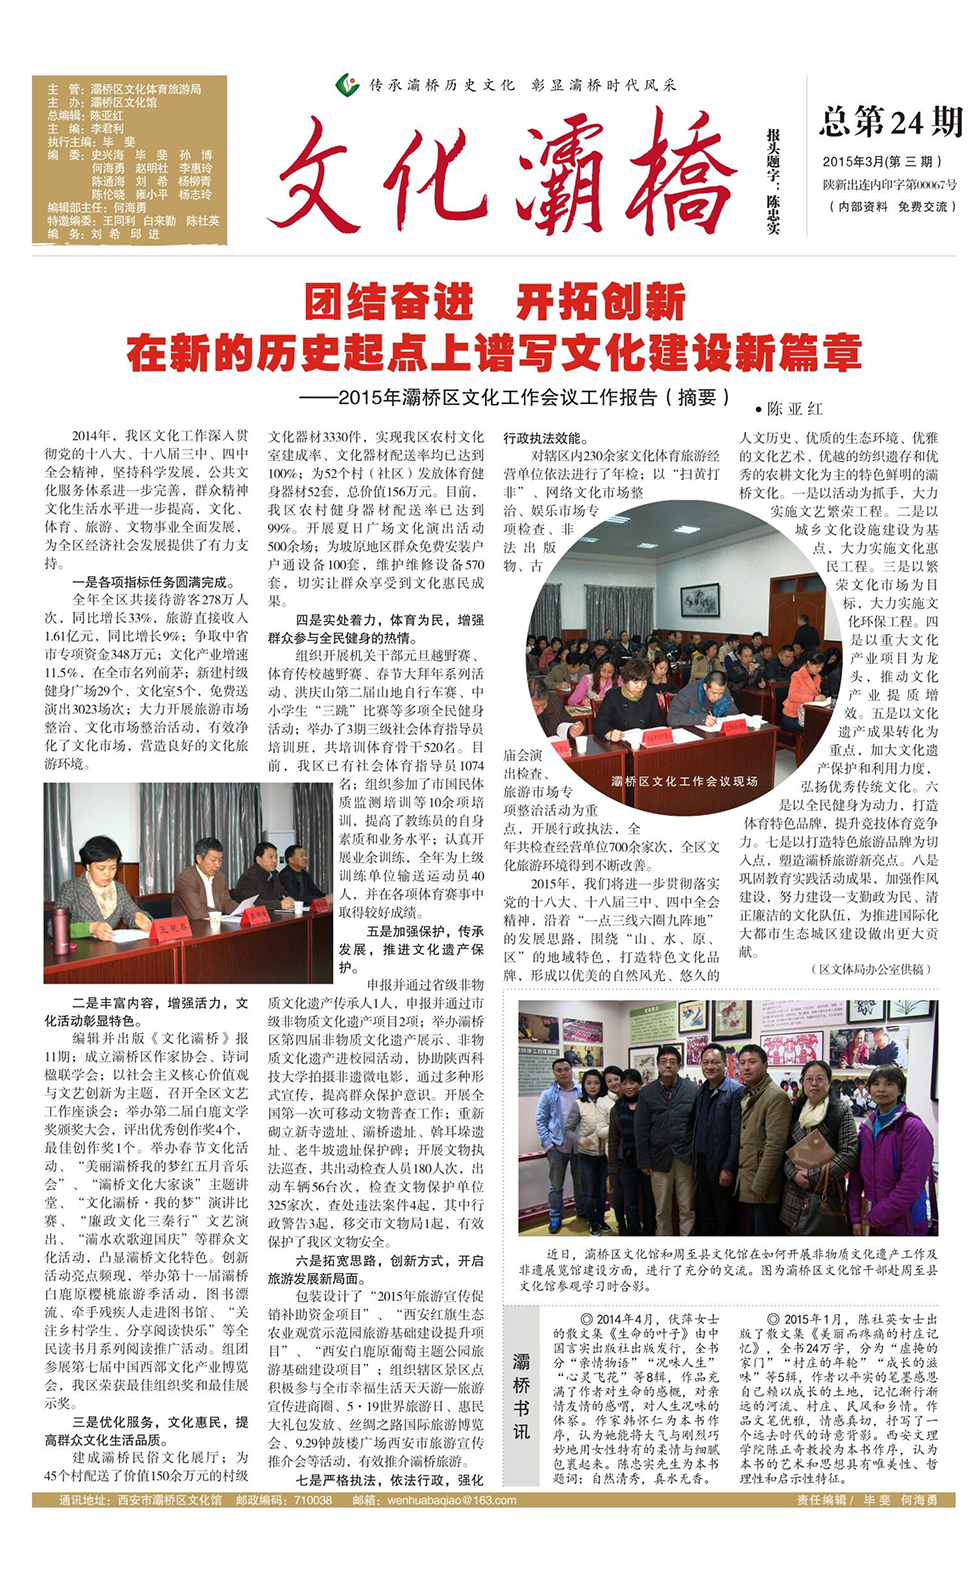 主　管：灞桥区文化体育旅游局
主　办：灞桥区文化馆
总编辑：陈亚红
主　编：李君利
执行主编：毕　斐
编　委：史兴海　毕　斐　孙　博
何海勇　赵明社　李惠玲
陈通海　刘　希　杨柳青
陈伦晓　雍小平　杨志玲
编辑部主任：何海勇
特邀编委：王同利　白来勤　陈社英
编　务：刘　希　邱　进
传承灞桥历史文化　彰显灞桥时代风采
文化灞橋
报头题字：陈忠实
总第24期
2015年3月(第 三 期 )
陕新出连内印字第00067号
（ 内部资料　免费交流 ）
团结奋进　开拓创新
在新的历史起点上谱写文化建设新篇章
——2015年灞桥区文化工作会议工作报告（ 摘要 ）
● 陈 亚 红
2014年，我区文化工作深入贯
彻党的十八大、十八届三中、四中
全会精神，坚持科学发展，公共文
化服务体系进一步完善，群众精神
文化生活水平进一步提高，文化、
体育、旅游、文物事业全面发展，
为全区经济社会发展提供了有力支
持。
一是各项指标任务圆满完成。
全年全区共接待游客278万人
次，同比增长33%，旅游直接收入
1.61亿元，同比增长9%；争取中省
市专项资金348万元；文化产业增速
11.5%，在全市名列前茅；新建村级
健身广场29个、文化室5个，免费送
演出3023场次；大力开展旅游市场
整治、文化市场整治活动，有效净
化了文化市场，营造良好的文化旅
游环境。
王艳春
二是丰富内容，增强活力，文
化活动彰显特色。
编辑并出版《文化灞桥》报
11期；成立灞桥区作家协会、诗词
楹联学会；以社会主义核心价值观
与文艺创新为主题，召开全区文艺
工作座谈会；举办第二届白鹿文学
奖颁奖大会，评出优秀创作奖4个，
最佳创作奖1个。举办春节文化活
动、“美丽灞桥我的梦红五月音乐
会”、“灞桥文化大家谈”主题讲
堂、“文化灞桥·我的梦”演讲比
赛、“廉政文化三秦行”文艺演
出、“灞水欢歌迎国庆”等群众文
化活动，凸显灞桥文化特色。创新
活动亮点频现，举办第十一届灞桥
白鹿原樱桃旅游季活动，图书漂
流、牵手残疾人走进图书馆、“关
注乡村学生、分享阅读快乐”等全
民读书月系列阅读推广活动。组团
参展第七届中国西部文化产业博览
会，我区荣获最佳组织奖和最佳展
示奖。
三是优化服务，文化惠民，提
高群众文化生活品质。
建成灞桥民俗文化展厅；为
45个村配送了价值150余万元的村级
文化器材3330件，实现我区农村文化
室建成率、文化器材配送率均已达到
100%；为52个村（社区）发放体育健
身器材52套，总价值156万元。目前，
我区农村健身器材配送率已达到
99%。开展夏日广场文化演出活动
500余场；为坡原地区群众免费安装户
户通设备100套，维护维修设备570
套，切实让群众享受到文化惠民成
果。
四是实处着力，体育为民，增强
群众参与全民健身的热情。
组织开展机关干部元旦越野赛、
体育传校越野赛、春节大拜年系列活
动、洪庆山第二届山地自行车赛、中
小学生“三跳”比赛等多项全民健身
活动；举办了3期三级社会体育指导员
培训班，共培训体育骨干520名。目
前，我区已有社会体育指导员1074
名；组织参加了市国民体
质监测培训等10余项培
训，提高了教练员的自身
素质和业务水平；认真开
展业余训练，全年为上级
训练单位输送运动员40
人，并在各项体育赛事中
取得较好成绩。
五是加强保护，传承
发展，推进文化遗产保
护。
申报并通过省级非物
质文化遗产传承人1人，申报并通过市
级非物质文化遗产项目2项；举办灞桥
区第四届非物质文化遗产展示、非物
质文化遗产进校园活动，协助陕西科
技大学拍摄非遗微电影，通过多种形
式宣传，提高群众保护意识。开展全
国第一次可移动文物普查工作；重新
砌立新寺遗址、灞桥遗址、斡耳垛遗
址、老牛坡遗址保护碑；开展文物执
法巡查，共出动检查人员180人次，出
动车辆56台次，检查文物保护单位
325家次，查处违法案件4起，其中行
政警告3起，移交市文物局1起，有效
保护了我区文物安全。
六是拓宽思路，创新方式，开启
旅游发展新局面。
包装设计了“2015年旅游宣传促
销补助资金项目”、“西安红旗生态
农业观赏示范园旅游基础建设提升项
目”、“西安白鹿原葡萄主题公园旅
游基础建设项目”；组织辖区景区点
积极参与全市幸福生活天天游—旅游
宣传进商圈、5・19世界旅游日、惠民
大礼包发放、丝绸之路国际旅游博览
会、9.29钟鼓楼广场西安市旅游宣传
推介会等活动，有效推介灞桥旅游。
七是严格执法，依法行政，强化
行政执法效能。
对辖区内230余家文化体育旅游经
营单位依法进行了年检；以“扫黄打
非”、网络文化市场整
治、娱乐市场专
项检查、非
法 出 版
物、古
庙会演
出检查、
旅游市场专
项整治活动为重
点，开展行政执法，全
年共检查经营单位700余家次，全区文
化旅游环境得到不断改善。
2015年，我们将进一步贯彻落实
党的十八大、十八届三中、四中全会
精神，沿着“一点三线六圈九阵地”
的发展思路，围绕“山、水、原、
区”的地域特色，打造特色文化品
牌，形成以优美的自然风光、悠久的
灞桥区文化工作会议现场
人文历史、优质的生态环境、优雅
的文化艺术、优越的纺织遗存和优
秀的农耕文化为主的特色鲜明的灞
桥文化。一是以活动为抓手，大力
实施文艺繁荣工程。二是以
城乡文化设施建设为基
点，大力实施文化惠
民工程。三是以繁
荣文化市场为目
标，大力实施文
化环保工程。四
是以重大文化
产业项目为龙
头，推动文化
产 业 提 质 增
效。五是以文化
遗产成果转化为
重点，加大文化遗
产保护和利用力度，
弘扬优秀传统文化。六
是以全民健身为动力，打造
体育特色品牌，提升竞技体育竞争
力。七是以打造特色旅游品牌为切
入点，塑造灞桥旅游新亮点。八是
巩固教育实践活动成果，加强作风
建设，努力建设一支勤政为民、清
正廉洁的文化队伍，为推进国际化
大都市生态城区建设做出更大贡
献。
（区文体局办公室供稿）
近日，灞桥区文化馆和周至县文化馆在如何开展非物质文化遗产工作及
非遗展览馆建设方面，进行了充分的交流。图为灞桥区文化馆干部赴周至县
文化馆参观学习时合影。
灞桥书讯
◎ 2014年4月，伏萍女士
的散文集《生命的叶子》由中
国言实出版社出版发行，全书
分“亲情物语”“况味人生”
“心灵飞花”等8辑，作品充
满了作者对生命的感概，对亲
情友情的感喟，对人生况味的
体察。作家韩怀仁为本书作
序，认为她能将大气与刚烈巧
妙地用女性特有的柔情与细腻
包裹起来。陈忠实先生为本书
题词：自然清秀，真水无香。
◎ 2015年1月，陈社英女士出
版了散文集《美丽而疼痛的村庄记
忆》，全书24万字，分为“虚掩的
家门”“村庄的年轮”“成长的滋
味”等5辑，作者以平实的笔墨感恩
自己赖以成长的土地，记忆渐行渐
远的河流、村庄、民风和乡情。作
品文笔优雅，情感真切，抒写了一
个远去时代的诗意背影。西安文理
学院陈正奇教授为本书作序，认为
本书的艺术和思想具有唯美性、哲
理性和启示性特征。
通讯地址：西安市灞桥区文化馆　邮政编码：710038　邮箱：wenhuabaqiao@163.com
责任编辑 /　毕 斐　何海勇